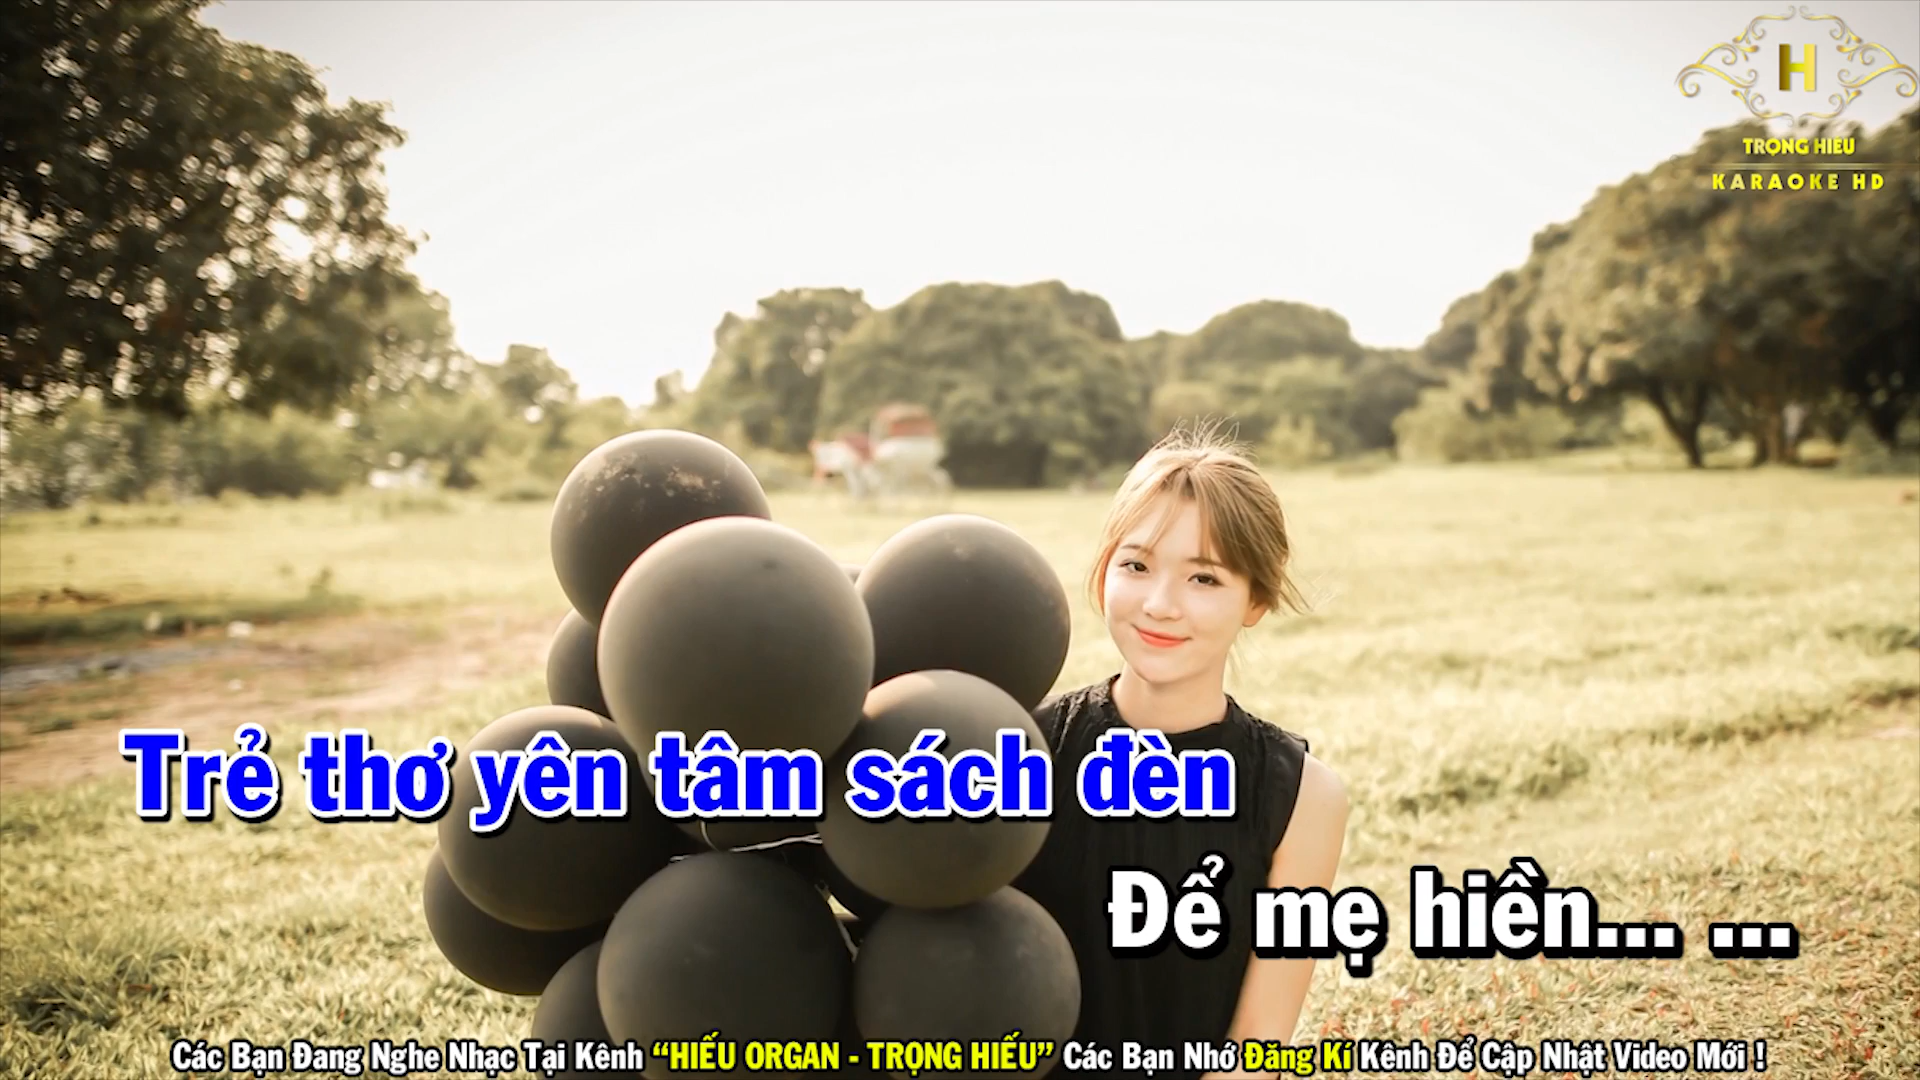 H
TRỌNG HIẾU
KARAOKE HD
Trẻ thơ yên tâm sách đèn
Để mẹ hiền... ...
Các Bạn Đang Nghe Nhạc Tại Kênh “HIẾU ORGAN - TRỌNG HIẾU” Các Bạn Nhớ Đăng Kí Kênh Để Cập Nhật Video Mới !